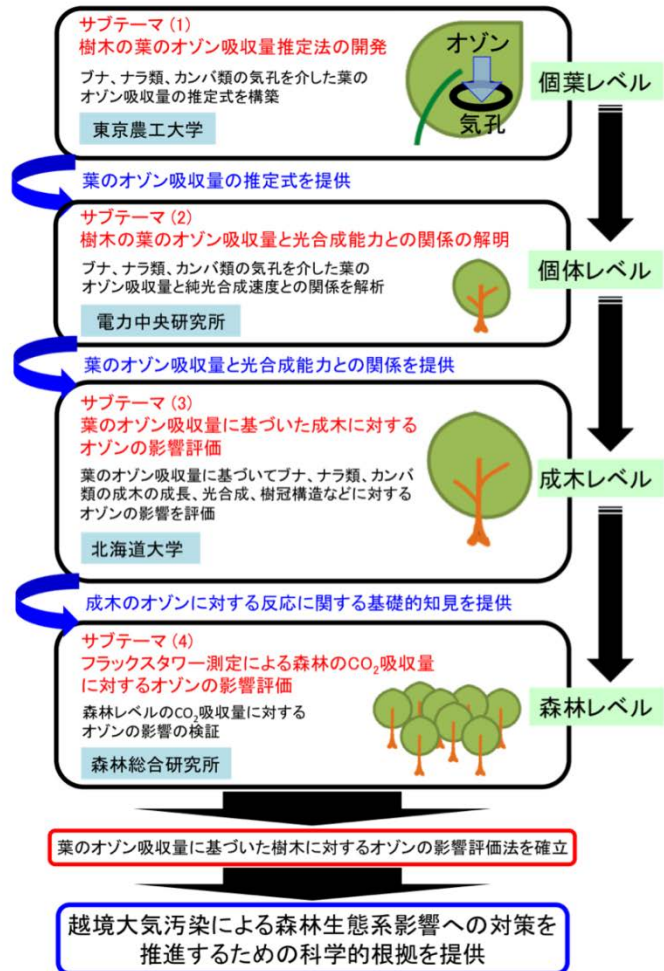 サブテーマ(1)
樹木の葉のオゾン吸収量推定法の開発
ブナ、ナラ類、カンバ類の気孔を介した葉の
オゾン吸収量の推定式を構築
東京農工大学
オゾン
気孔
個葉レベル
葉のオゾン吸収量の推定式を提供
サブテーマ(2)
樹木の葉のオゾン吸収量と光合成能力との関係の解明
ブナ、ナラ類、カンバ類の気孔を介した葉の
オゾン吸収量と純光合成速度との関係を解析
電力中央研究所
個体レベル
葉のオゾン吸収量と光合成能力との関係を提供
サブテーマ(3)
葉のオゾン吸収量に基づいた成木に対する
オゾンの影響評価
葉のオゾン吸収量に基づいてブナ、ナラ類、カンバ
類の成木の成長、光合成、樹冠構造などに対する
オゾンの影響を評価
北海道大学
成木レベル
成木のオゾンに対する反応に関する基礎的知見を提供
サブテーマ(4)
フラックスタワー測定による森林のCO₂吸収量
に対するオゾンの影響評価
森林レベルのCO₂吸収量に対する
オゾンの影響の検証
森林総合研究所
森林レベル
葉のオゾン吸収量に基づいた樹木に対するオゾンの影響評価法を確立
越境大気汚染による森林生態系影響への対策を
推進するための科学的根拠を提供